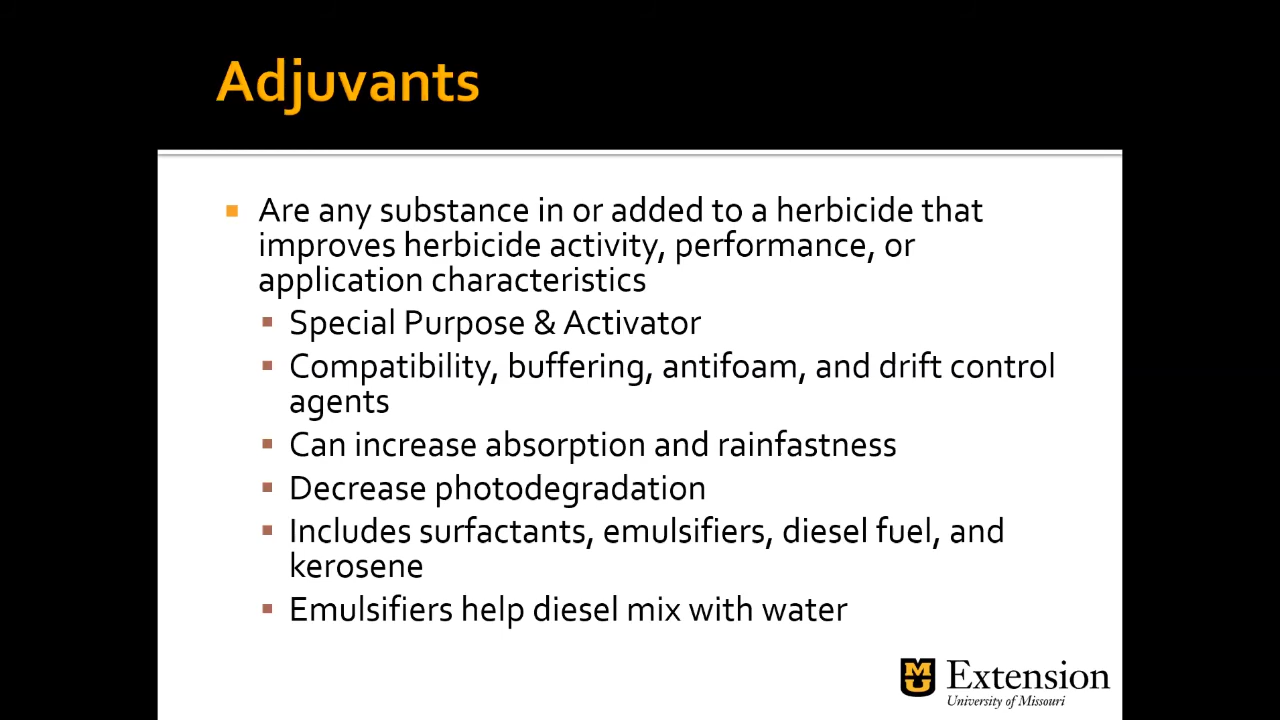 Adjuvants
Are any substance in or added to a herbicide that
improves herbicide activity, performance, or
application characteristics
Special Purpose & Activator
Compatibility, buffering, antifoam, and drift control
agents
Can increase absorption and rainfastness
Decrease photodegradation
Includes surfactants, emulsifiers, diesel fuel, and
kerosene
Emulsifiers help diesel mix with water
MU Extension
University of Missouri